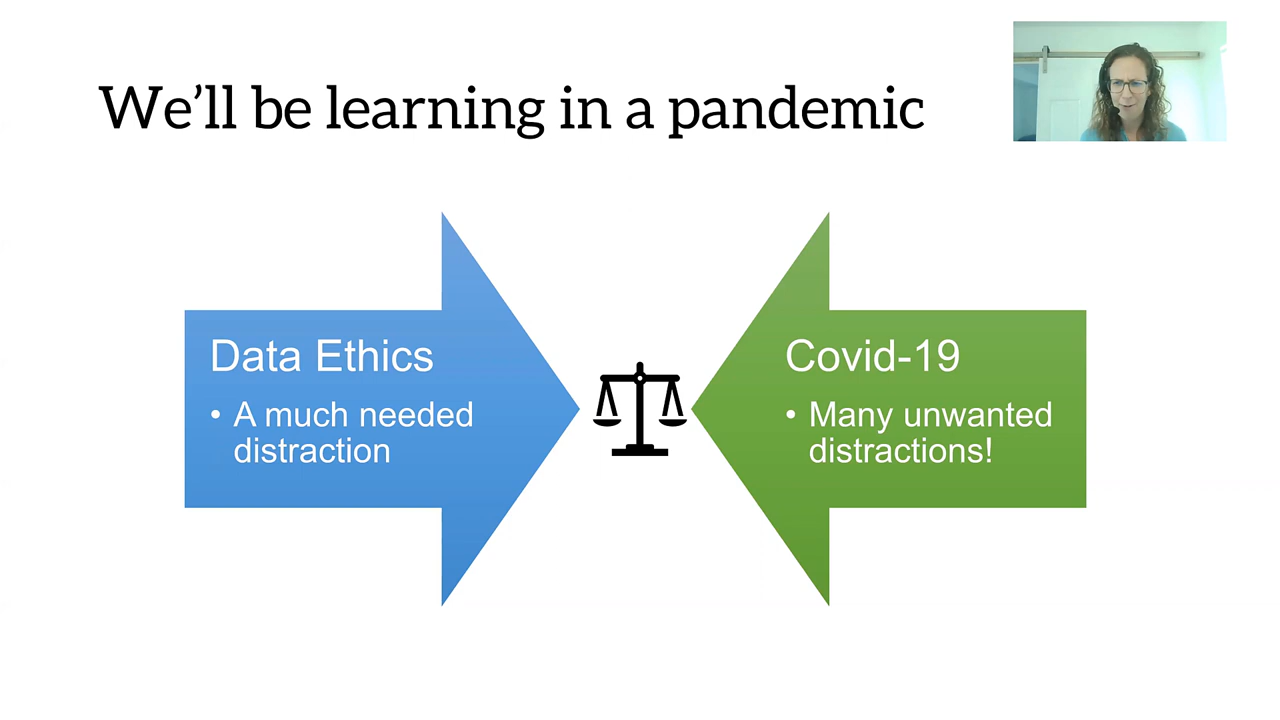 We’ll be learning in a pandemic
Data Ethics
• A much needed
distraction
Covid-19
• Many unwanted
distractions!